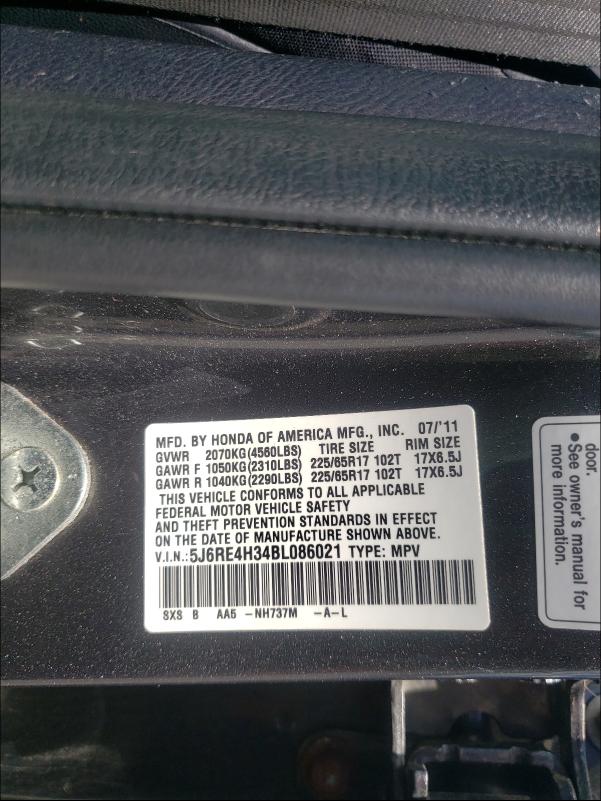 MFD. BY HONDA OF AMERICA MFG., INC. 07/'11
GVWR 2070KG(4560LBS) TIRE SIZE RIM SIZE
GAWR F 1050KG(2310LBS) 225/65R17 102T 17X6.5J
GAWR R 1040KG(2290LBS) 225/65R17 102T 17X6.5J
THIS VEHICLE CONFORMS TO ALL APPLICABLE
FEDERAL MOTOR VEHICLE SAFETY
AND THEFT PREVENTION STANDARDS IN EFFECT
ON THE DATE OF MANUFACTURE SHOWN ABOVE.
V.I.N.:5J6RE4H34BL086021 TYPE: MPV
SXS B AA5 -NH737M -A-L
door.
●See owner's manual for
more information.